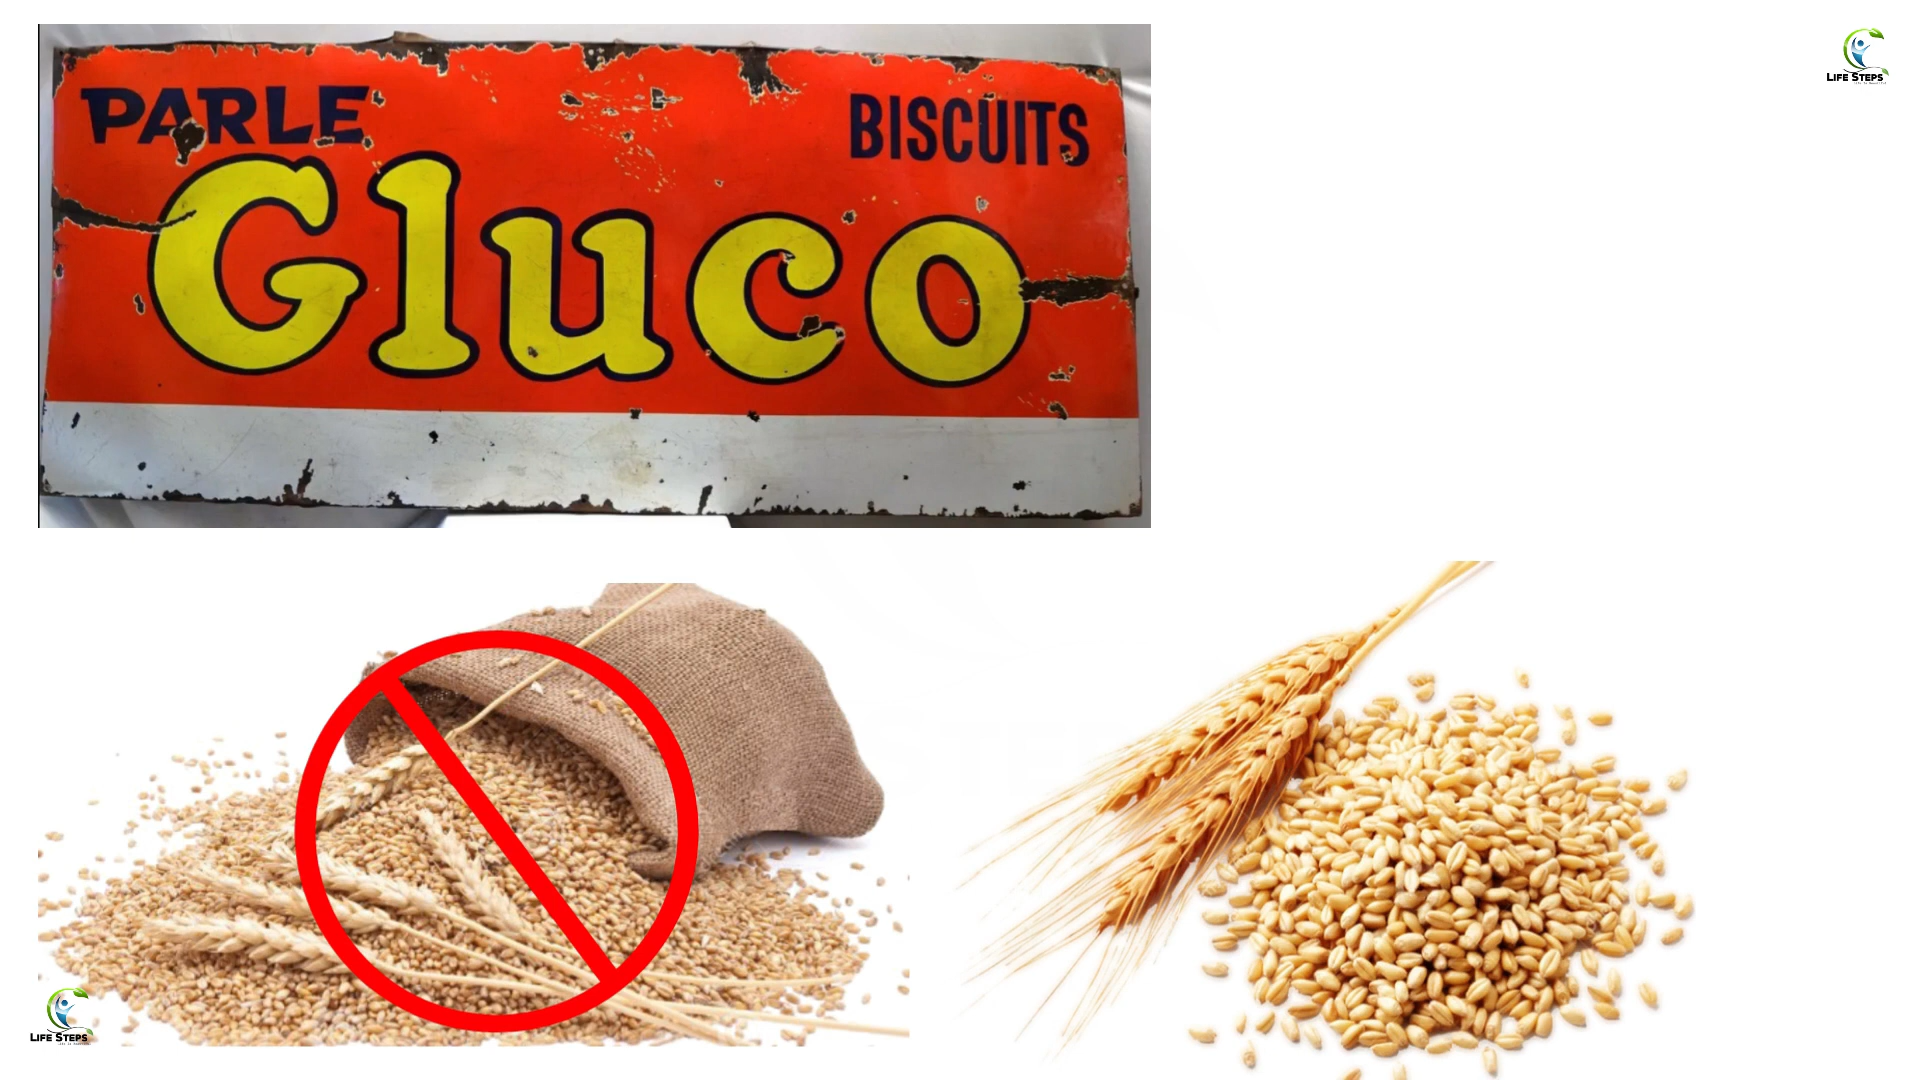 PARLE
BISCUITS
Gluco
LIFE STEPS
LIFE STEPS